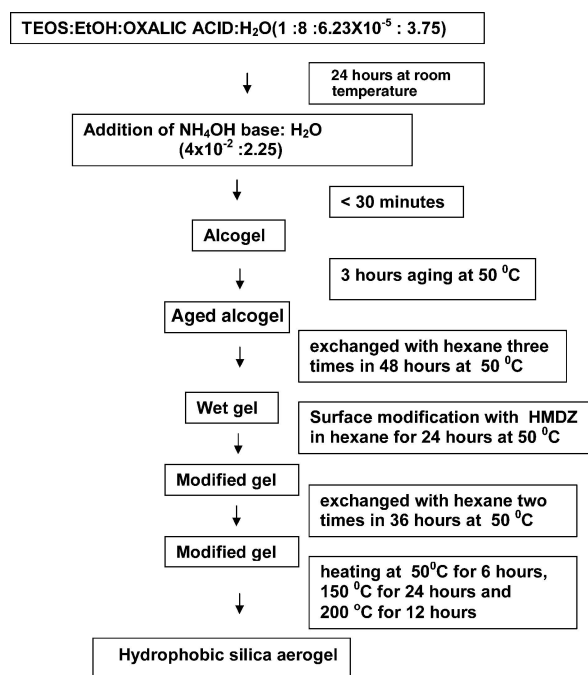 TEOS:EtOH:OXALIC ACID:H₂O(1 :8 :6.23X10⁻⁵ : 3.75)
24 hours at room
temperature
Addition of NH₄OH base: H₂O
(4x10⁻² :2.25)
< 30 minutes
Alcogel
3 hours aging at 50 ⁰C
Aged alcogel
exchanged with hexane three
times in 48 hours at 50 ⁰C
Wet gel
Surface modification with HMDZ
in hexane for 24 hours at 50 ⁰C
Modified gel
exchanged with hexane two
times in 36 hours at 50 ⁰C
Modified gel
heating at 50⁰C for 6 hours,
150 ⁰C for 24 hours and
200 ᵒC for 12 hours
Hydrophobic silica aerogel